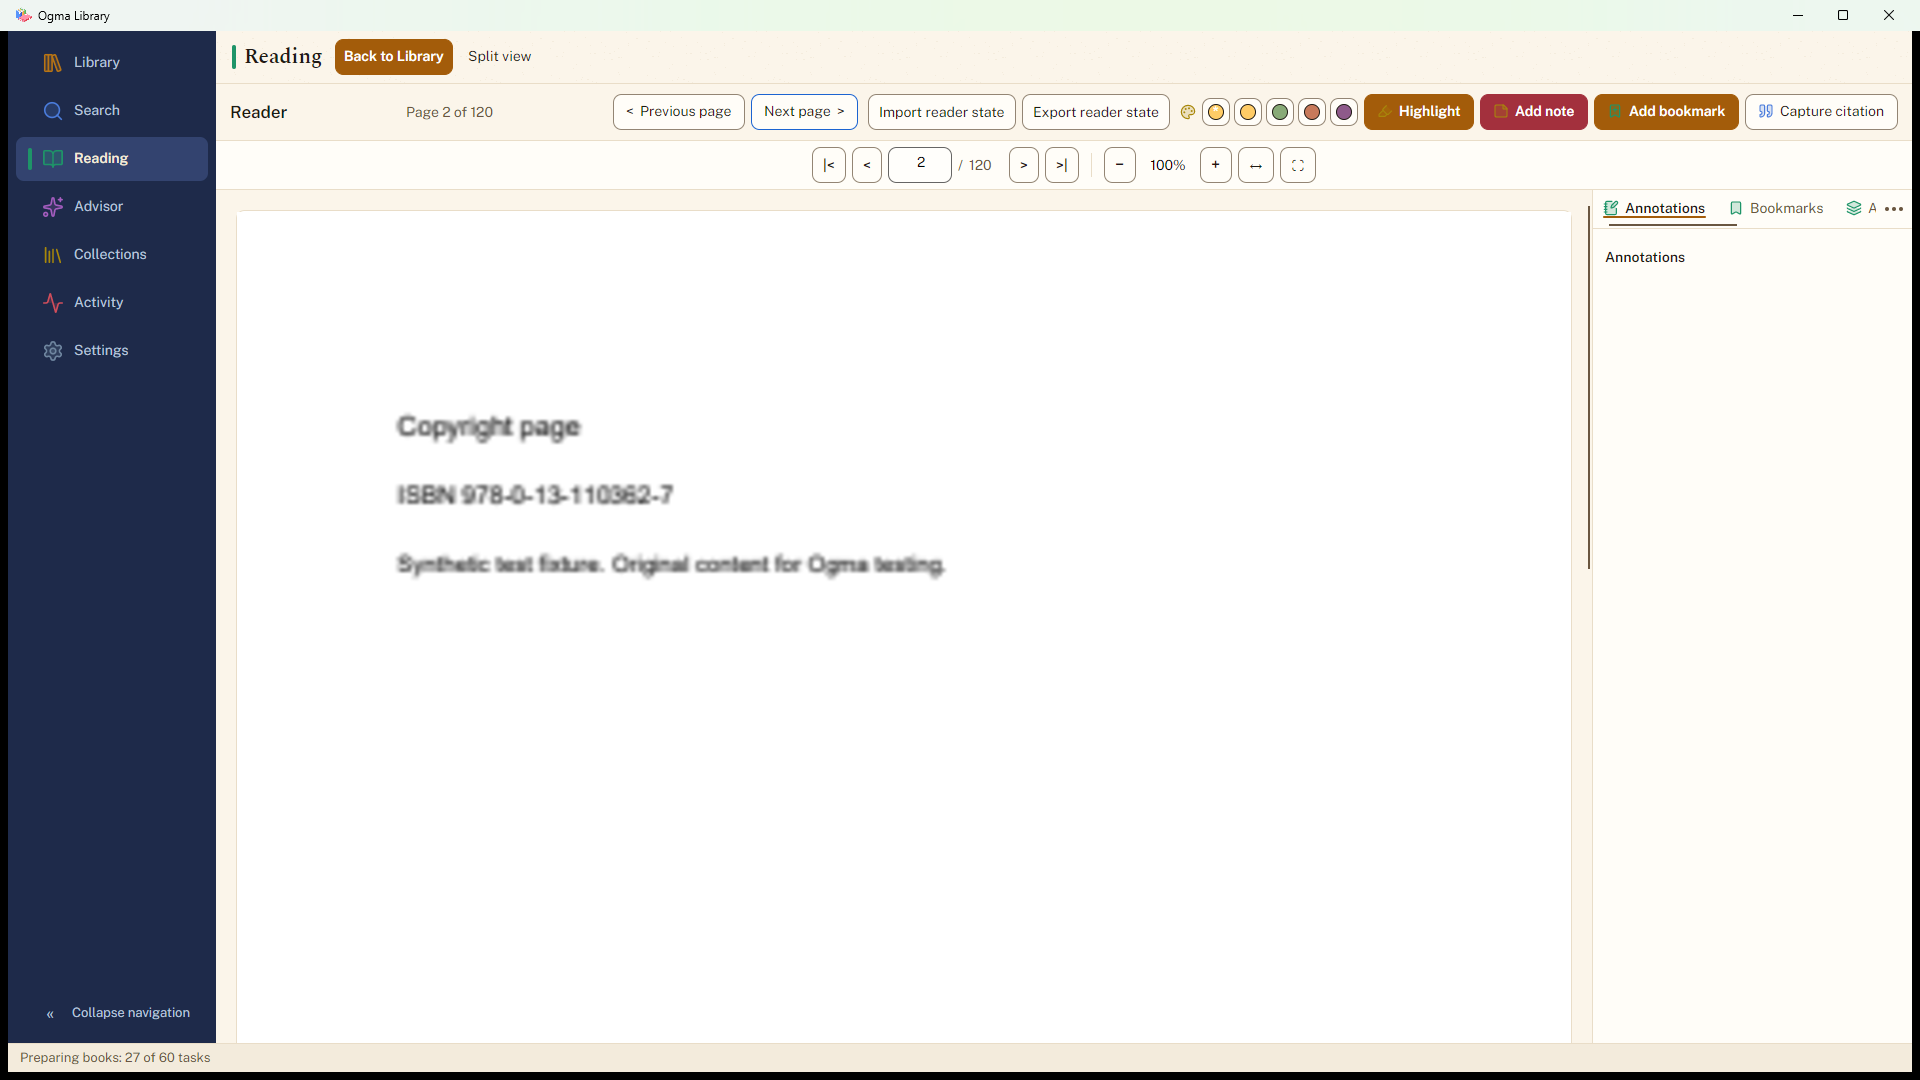 Ogma Library
Library
Search
Reading
Advisor
Collections
Activity
Settings
« Collapse navigation
Reading Back to Library Split view
Reader Page 2 of 120 < Previous page Next page > Import reader state Export reader state Highlight Add note Add bookmark Capture citation
|< < 2 / 120 > >| − 100% + ↔
Copyright page
ISBN 978-0-13-110362-7
Synthetic test fixture. Original content for Ogma testing.
Annotations Bookmarks A •••
Annotations
Preparing books: 27 of 60 tasks